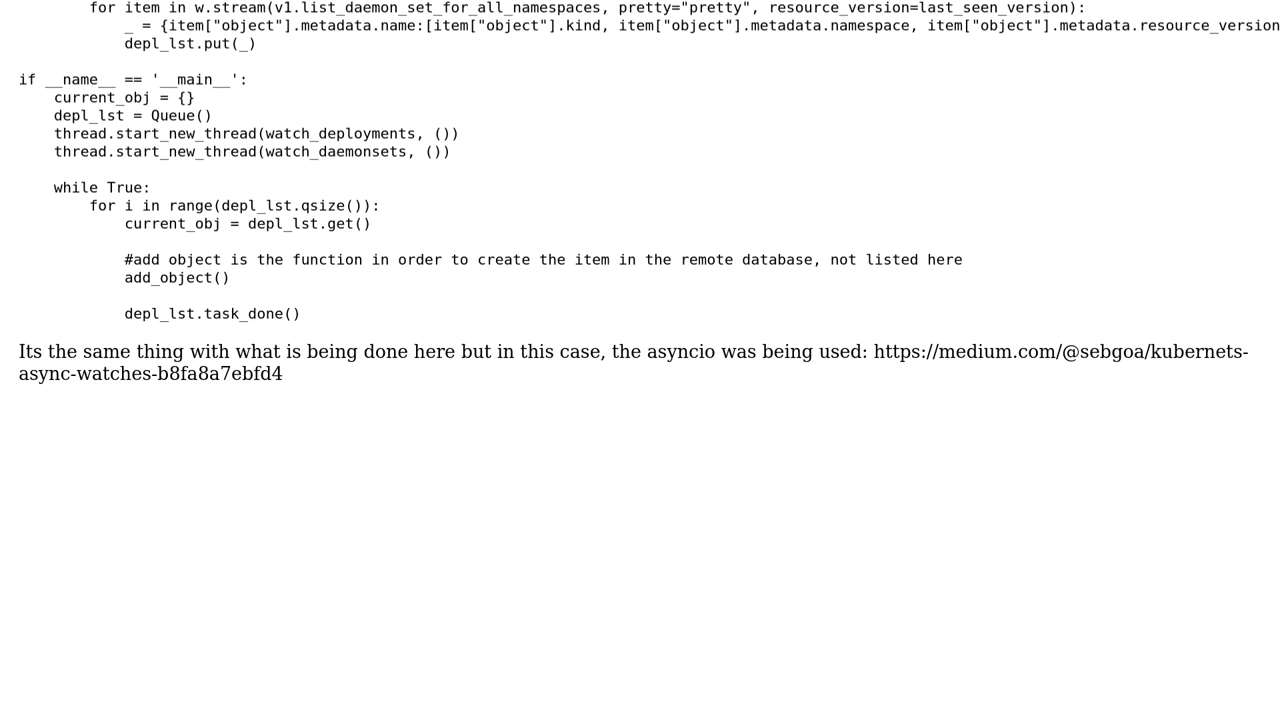 for item in w.stream(v1.list_daemon_set_for_all_namespaces, pretty="pretty", resource_version=last_seen_version):
_ = {item["object"].metadata.name:[item["object"].kind, item["object"].metadata.namespace, item["object"].metadata.resource_version
depl_lst.put(_)
if __name__ == '__main__':
current_obj = {}
depl_lst = Queue()
thread.start_new_thread(watch_deployments, ())
thread.start_new_thread(watch_daemonsets, ())
while True:
for i in range(depl_lst.qsize()):
current_obj = depl_lst.get()
#add object is the function in order to create the item in the remote database, not listed here
add_object()
depl_lst.task_done()
Its the same thing with what is being done here but in this case, the asyncio was being used: https://medium.com/@sebgoa/kubernets-
async-watches-b8fa8a7ebfd4